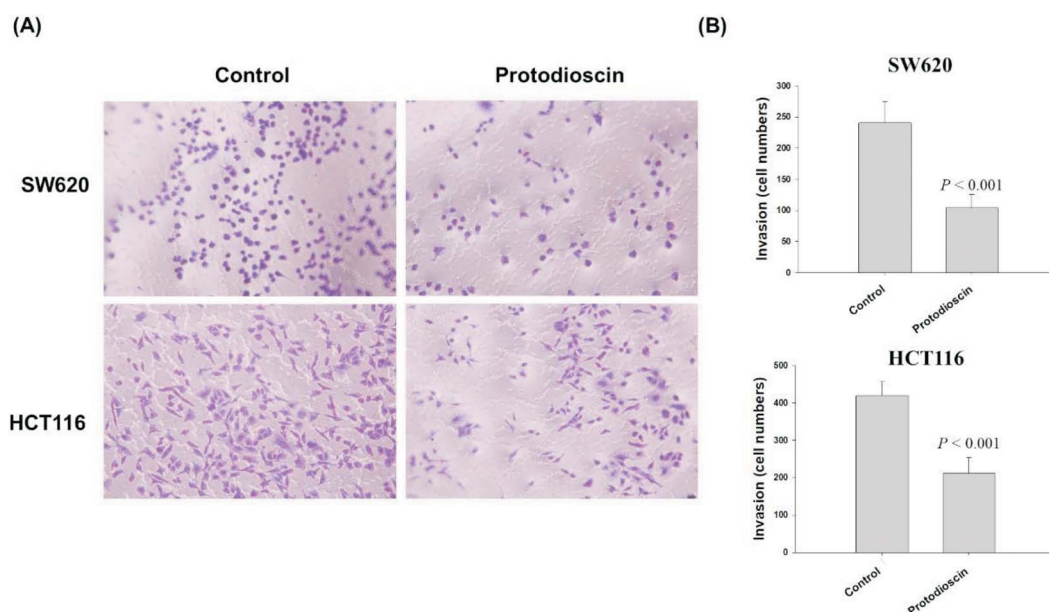 (A)
Control
Protodioscin
SW620
HCT116
(B)
SW620
Invasion (cell numbers)
300
250
200
150
100
50
0
P < 0.001
Control
Protodioscin
HCT116
Invasion (cell numbers)
500
400
300
200
100
0
P < 0.001
Control
Protodioscin